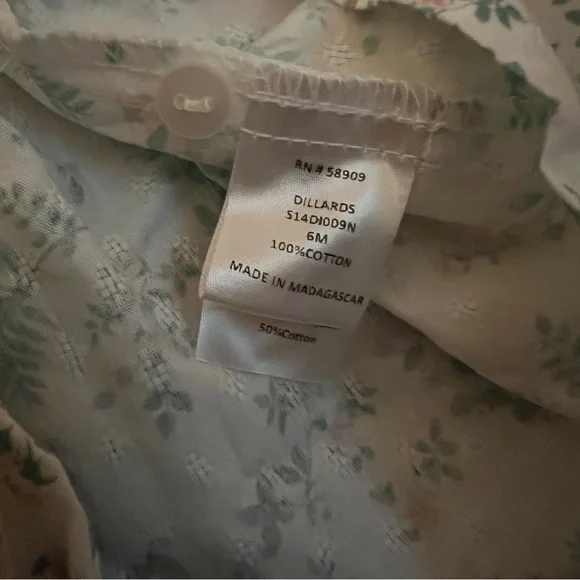 RN # 58909
DILLARDS
S14DI009N
6M
100%COTTON
MADE IN MADAGASCAR
50%Cotton